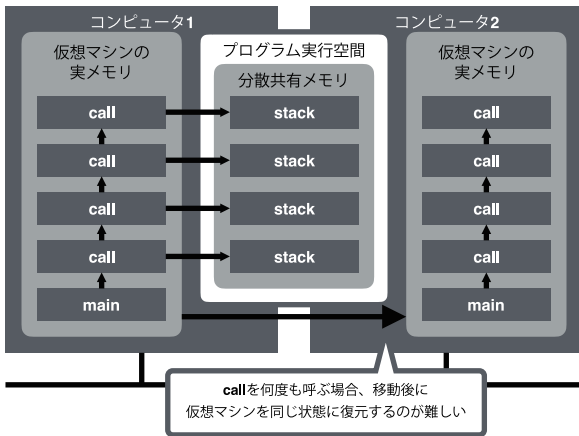 コンピュータ1
仮想マシンの
実メモリ
call
call
call
call
main
プログラム実行空間
分散共有メモリ
stack
stack
stack
stack
コンピュータ2
仮想マシンの
実メモリ
call
call
call
call
main
callを何度も呼ぶ場合、移動後に
仮想マシンを同じ状態に復元するのが難しい